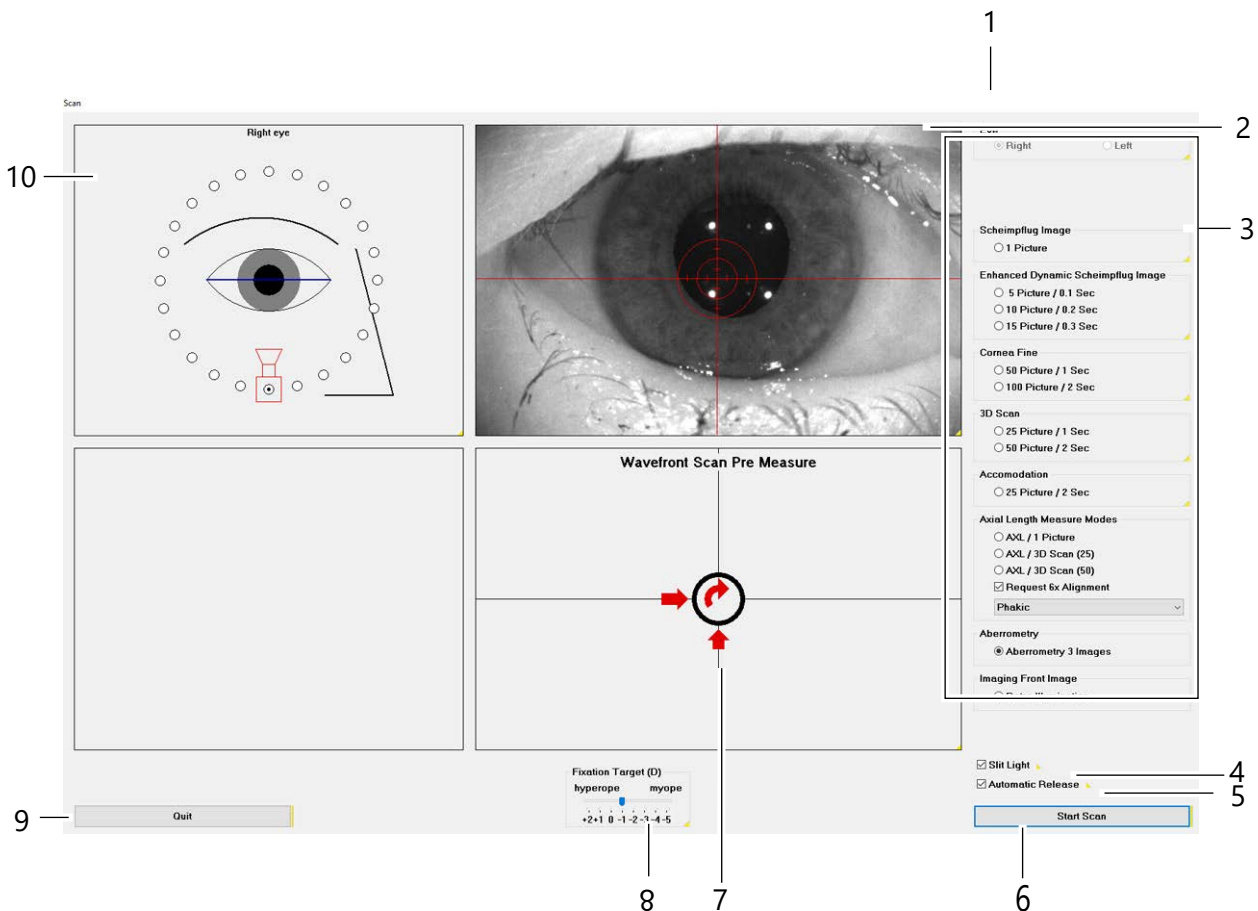 1
Scan
Right eye
2
Right Left
10
3
Scheimpflug Image
1 Picture
Enhanced Dynamic Scheimpflug Image
5 Picture / 0.1 Sec
10 Picture / 0.2 Sec
15 Picture / 0.3 Sec
Cornea Fine
50 Picture / 1 Sec
100 Picture / 2 Sec
3D Scan
25 Picture / 1 Sec
50 Picture / 2 Sec
Wavefront Scan Pre Measure
Accomodation
25 Picture / 2 Sec
Axial Length Measure Modes
AXL / 1 Picture
AXL / 3D Scan (25)
AXL / 3D Scan (50)
Request 6x Alignment
Phakic
Aberrometry
Aberrometry 3 Images
Imaging Front Image
Slit Light
4
Automatic Release
5
Fixation Target (D)
hyperope myope
+2+1 0 -1 -2 -3 -4 -5
9
Quit
Start Scan
8
7
6